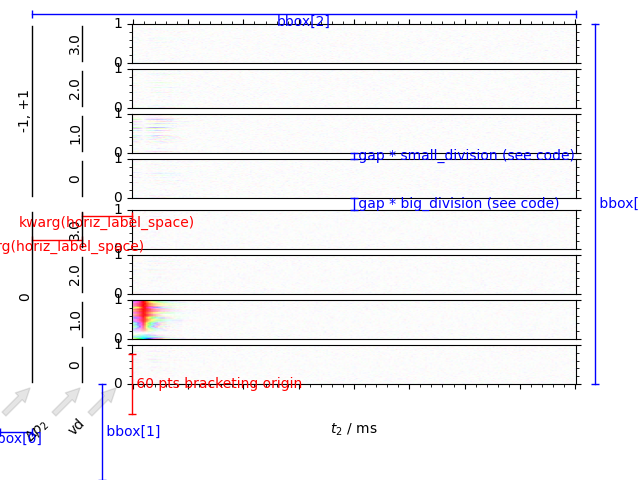 bbox[2]
1
0
1
0
1
0
1
0
1
0
1
0
1
0
1
0
3.0
2.0
1.0
0
3.0
2.0
1.0
0
-1, +1
0
gap * small_division (see code)
gap * big_division (see code)
kwarg(horiz_label_space)
rg(horiz_label_space)
bbox[
60 pts bracketing origin
bbox[1]
bbox[0]
Δp₂
vd
t₂ / ms